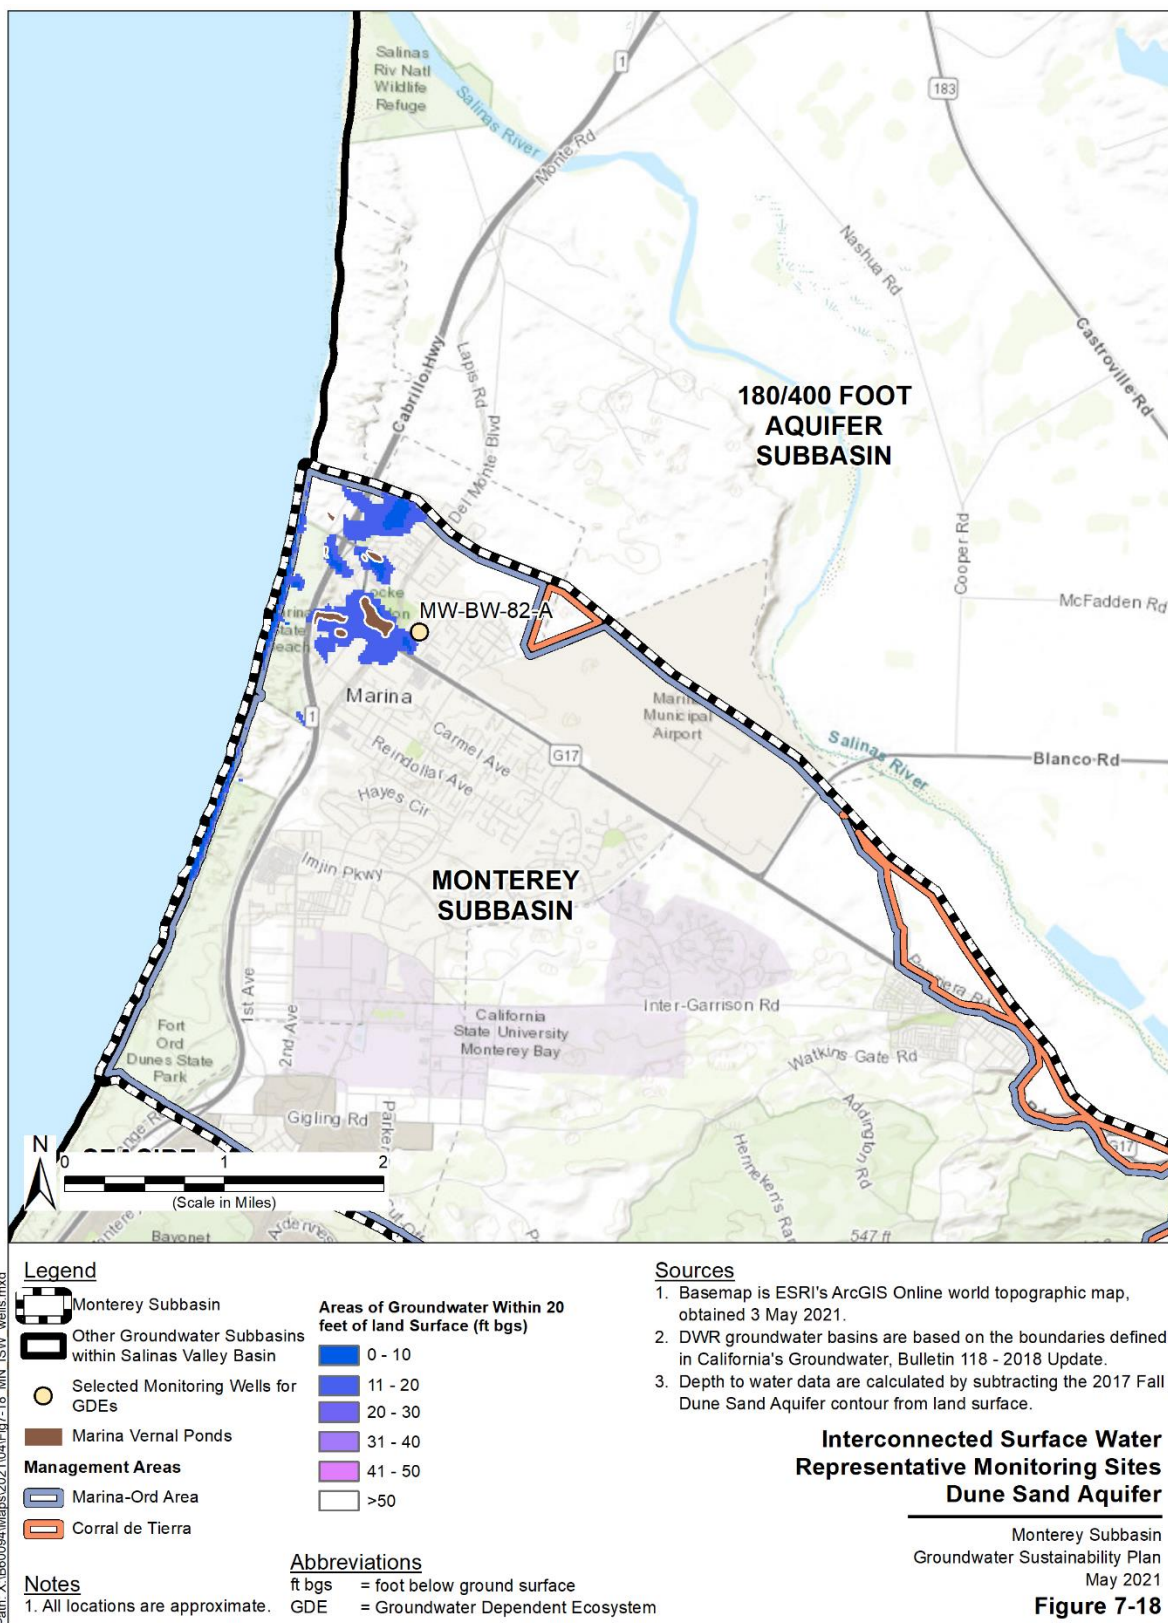 Salinas
Riv Natl
Wildlife
Refuge
1
183
Salinas River
Monte Rd
Nashua Rd
Castroville Rd
Cabrillo Hwy
Lapis Rd
Del Monte Blvd
180/400 FOOT
AQUIFER
SUBBASIN
Cooper Rd
McFadden Rd
MW-BW-82-A
Marina
Marina
Municipal
Airport
1
Carmel Ave
Reindollar Ave
G17
Hayes Cir
Salinas River
Blanco Rd
Imjin Pkwy
MONTEREY
SUBBASIN
1st Ave
2nd Ave
Inter-Garrison Rd
California
State University
Monterey Bay
Watkins Gate Rd
Fort
Ord
Dunes State
Park
Gigling Rd
Addington Rd
G17
547 ft
Bayonet
N
0 1 2
(Scale in Miles)
Legend
Monterey Subbasin
Other Groundwater Subbasins
within Salinas Valley Basin
Selected Monitoring Wells for
GDEs
Marina Vernal Ponds
Management Areas
Marina-Ord Area
Corral de Tierra
Notes
1. All locations are approximate.
Areas of Groundwater Within 20
feet of land Surface (ft bgs)
0 - 10
11 - 20
20 - 30
31 - 40
41 - 50
>50
Abbreviations
ft bgs = foot below ground surface
GDE = Groundwater Dependent Ecosystem
Sources
1. Basemap is ESRI's ArcGIS Online world topographic map,
obtained 3 May 2021.
2. DWR groundwater basins are based on the boundaries defined
in California's Groundwater, Bulletin 118 - 2018 Update.
3. Depth to water data are calculated by subtracting the 2017 Fall
Dune Sand Aquifer contour from land surface.
Interconnected Surface Water
Representative Monitoring Sites
Dune Sand Aquifer
Monterey Subbasin
Groundwater Sustainability Plan
May 2021
Figure 7-18